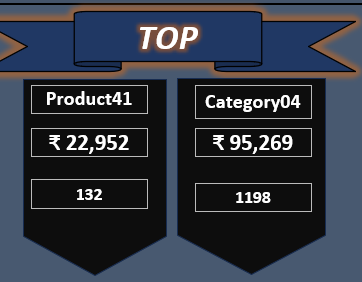 TOP
Product41
₹ 22,952
132
Category04
₹ 95,269
1198